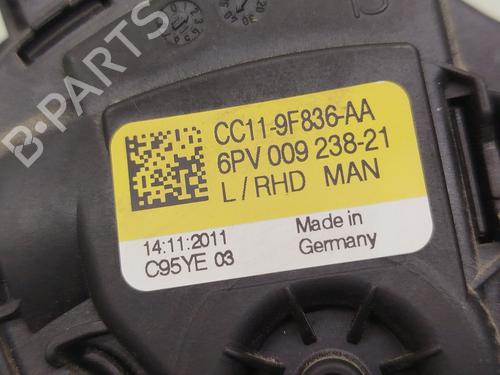 CC11-9F836-AA
6PV 009 238-21
L/RHD MAN
14:11:2011
C95YE 03
Made in
Germany
B-PARTS